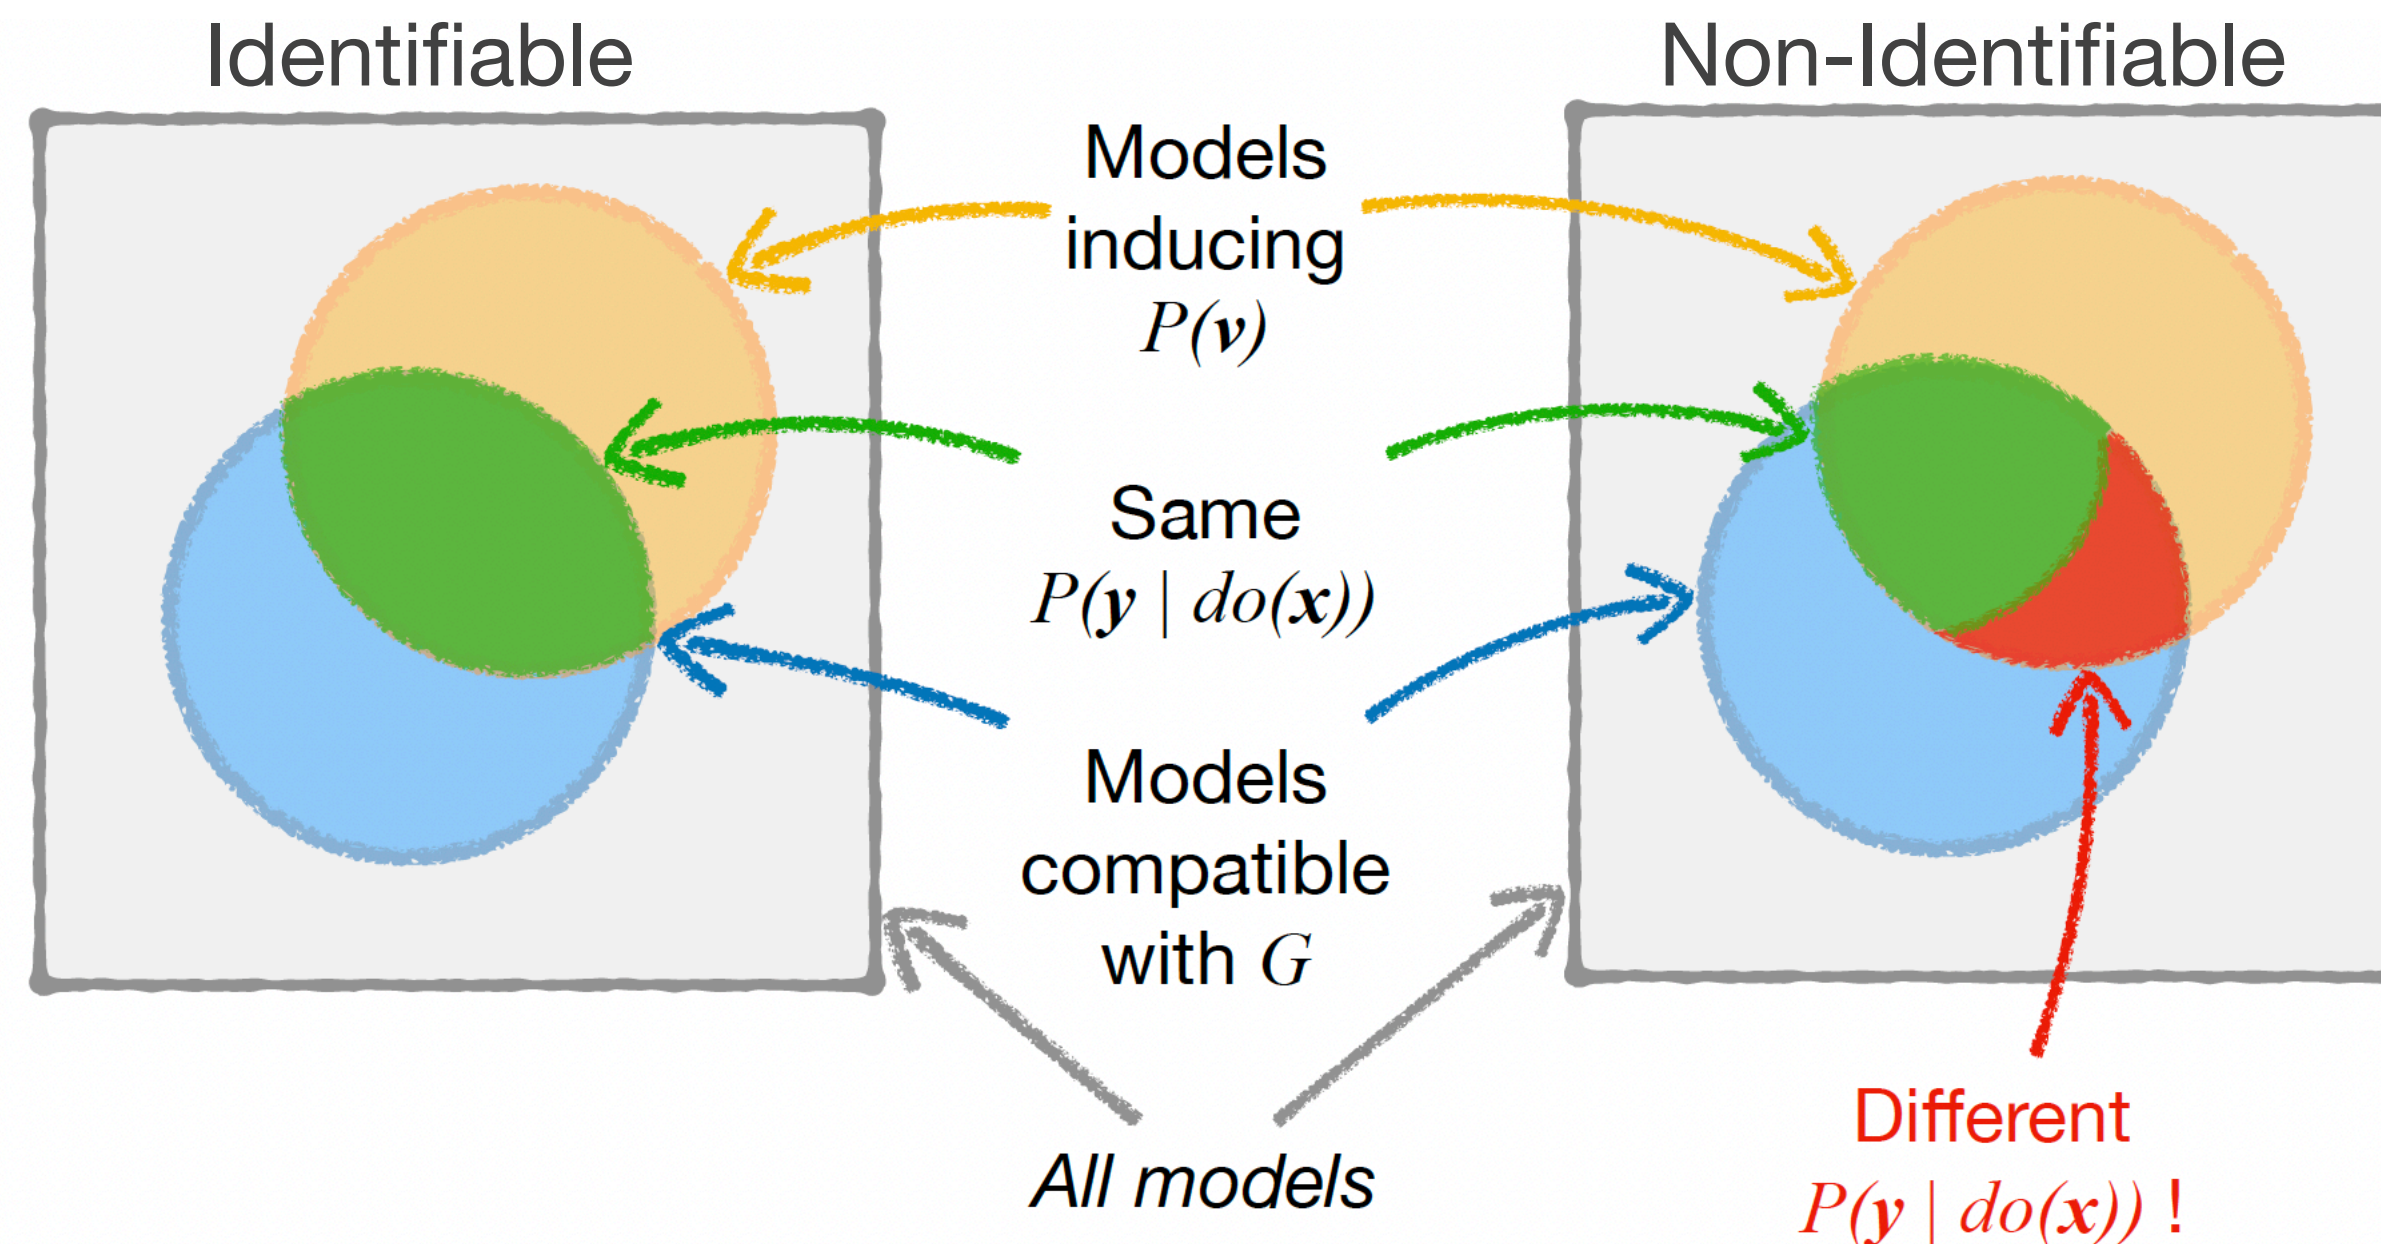 Identifiable
Non-Identifiable
Models
inducing
P(v)
Same
P(y | do(x))
Models
compatible
with G
All models
Different
P(y | do(x)) !